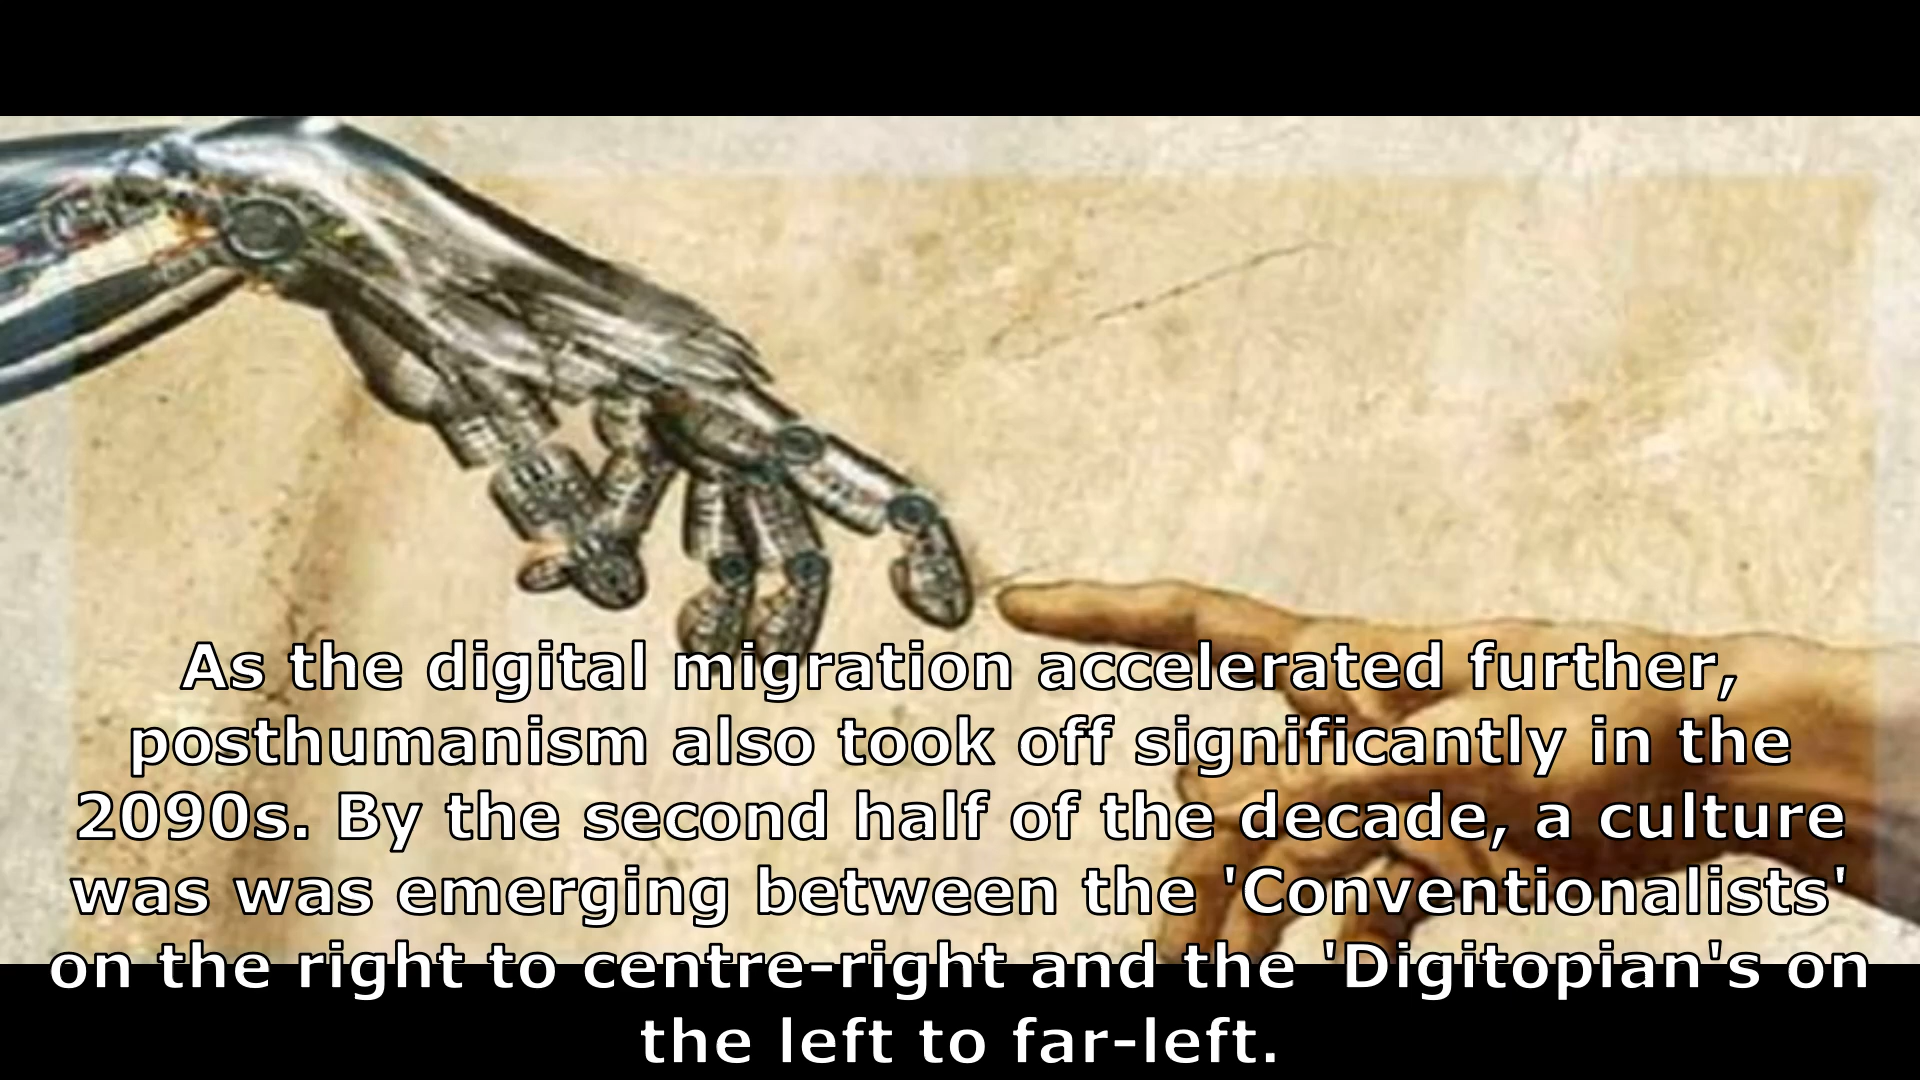 As the digital migration accelerated further,
posthumanism also took off significantly in the
2090s. By the second half of the decade, a culture
was was emerging between the 'Conventionalists'
on the right to centre-right and the 'Digitopian's on
the left to far-left.